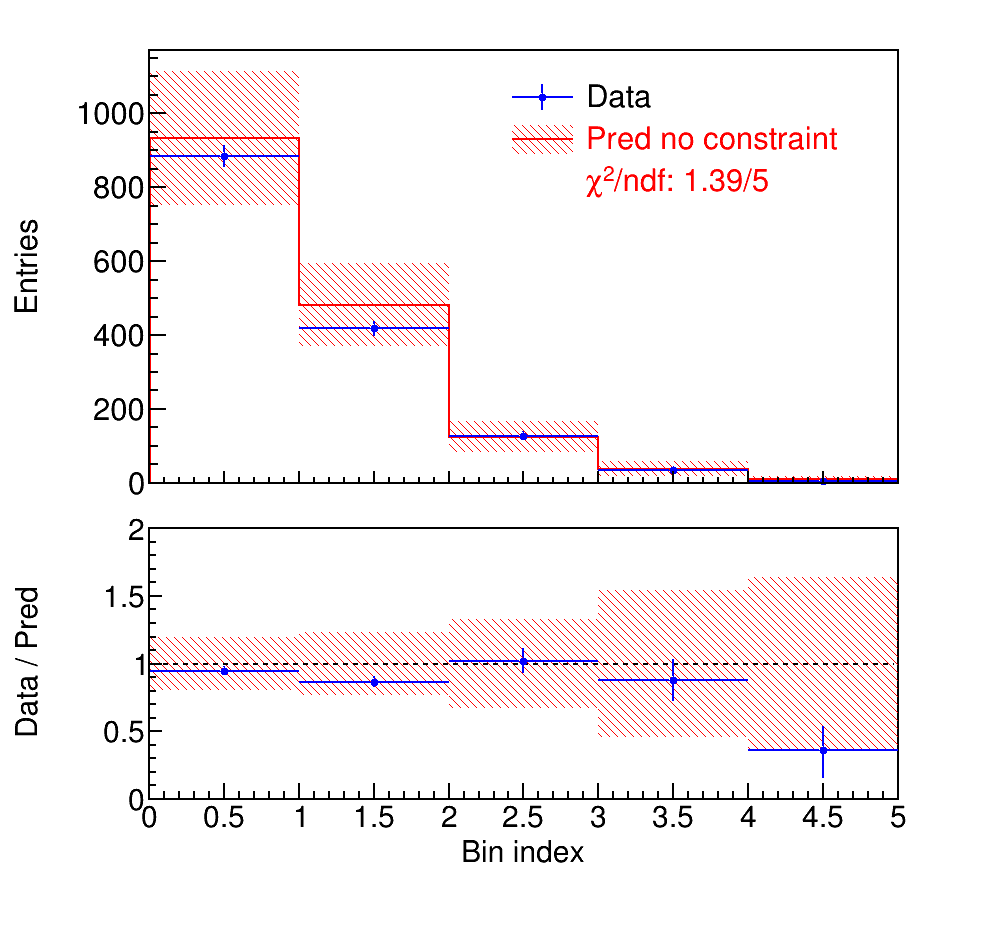 Data
Pred no constraint
χ²/ndf: 1.39/5
Entries
1000
800
600
400
200
0
Data / Pred
2
1.5
1
0.5
0
0 0.5 1 1.5 2 2.5 3 3.5 4 4.5 5
Bin index